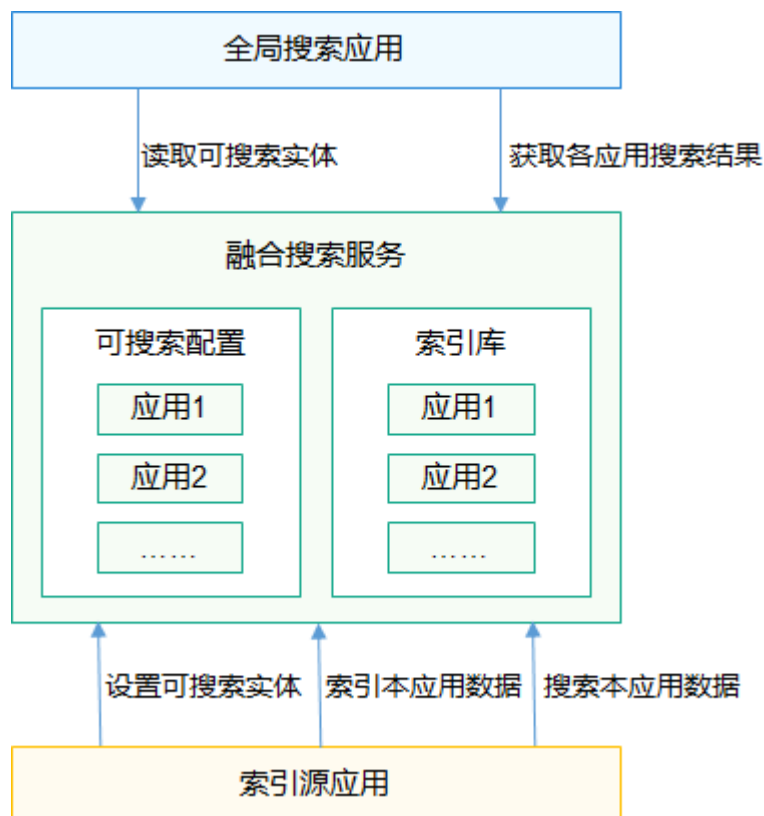 全局搜索应用
读取可搜索实体
获取各应用搜索结果
融合搜索服务
可搜索配置
应用1
应用2
……
索引库
应用1
应用2
……
设置可搜索实体
索引本应用数据
搜索本应用数据
索引源应用